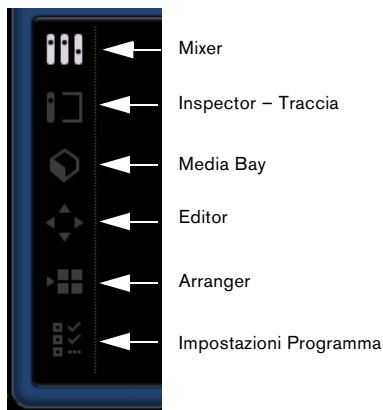 Mixer
Inspector – Traccia
Media Bay
Editor
Arranger
Impostazioni Programma